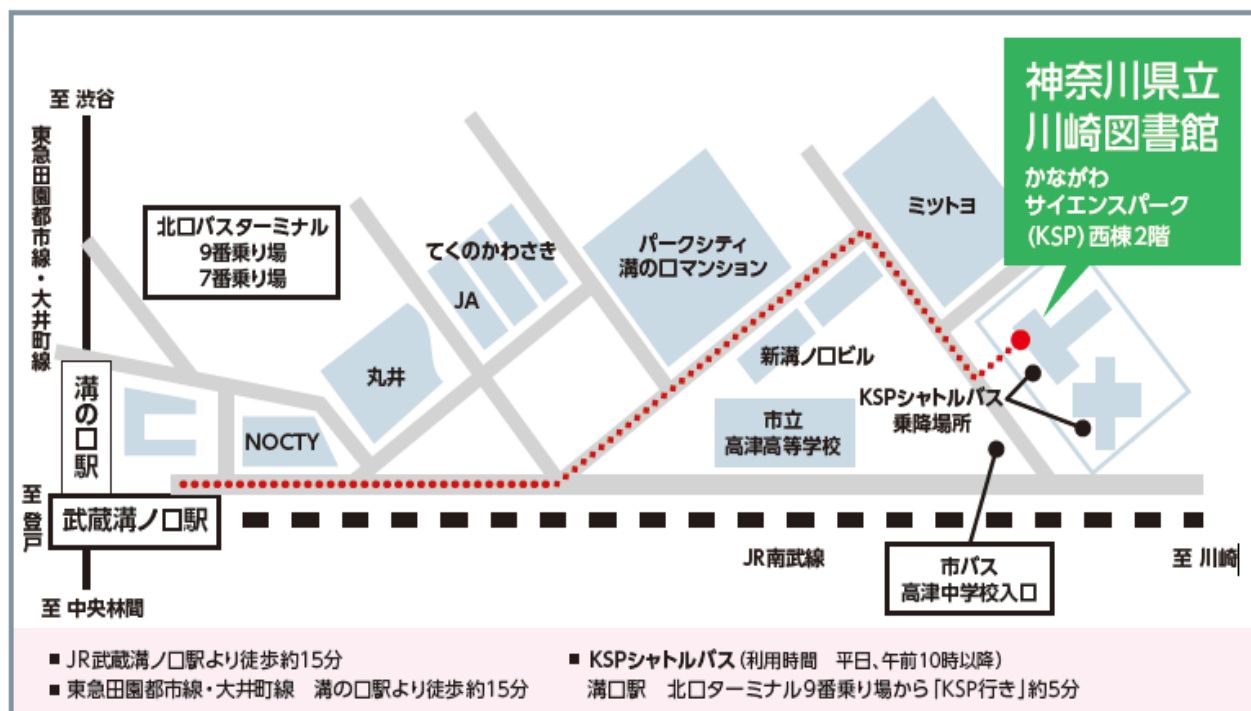 至 渋谷
東急田園都市線・大井町線
北口バスターミナル
9番乗り場
7番乗り場
てくのかわさき
JA
パークシティ
溝の口マンション
ミツトヨ
神奈川県立
川崎図書館
かながわ
サイエンスパーク
(KSP)西棟2階
丸井
新溝ノ口ビル
溝の口駅
NOCTY
市立
高津高等学校
KSPシャトルバス
乗降場所
至 登戸
武蔵溝ノ口駅
JR南武線
市バス
高津中学校入口
至 川崎
至 中央林間
■ JR武蔵溝ノ口駅より徒歩約15分
■ 東急田園都市線・大井町線 溝の口駅より徒歩約15分
■ KSPシャトルバス(利用時間 平日、午前10時以降)
溝口駅 北口ターミナル9番乗り場から「KSP行き」約5分